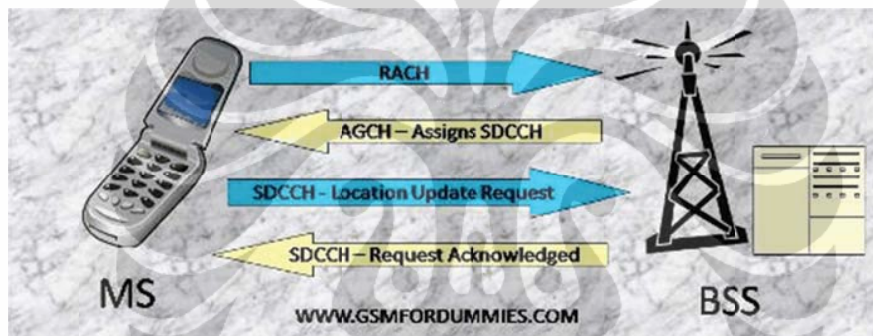 RACH
AGCH – Assigns SDCCH
SDCCH - Location Update Request
SDCCH – Request Acknowledged
MS
BSS
WWW.GSMFORDUMMIES.COM